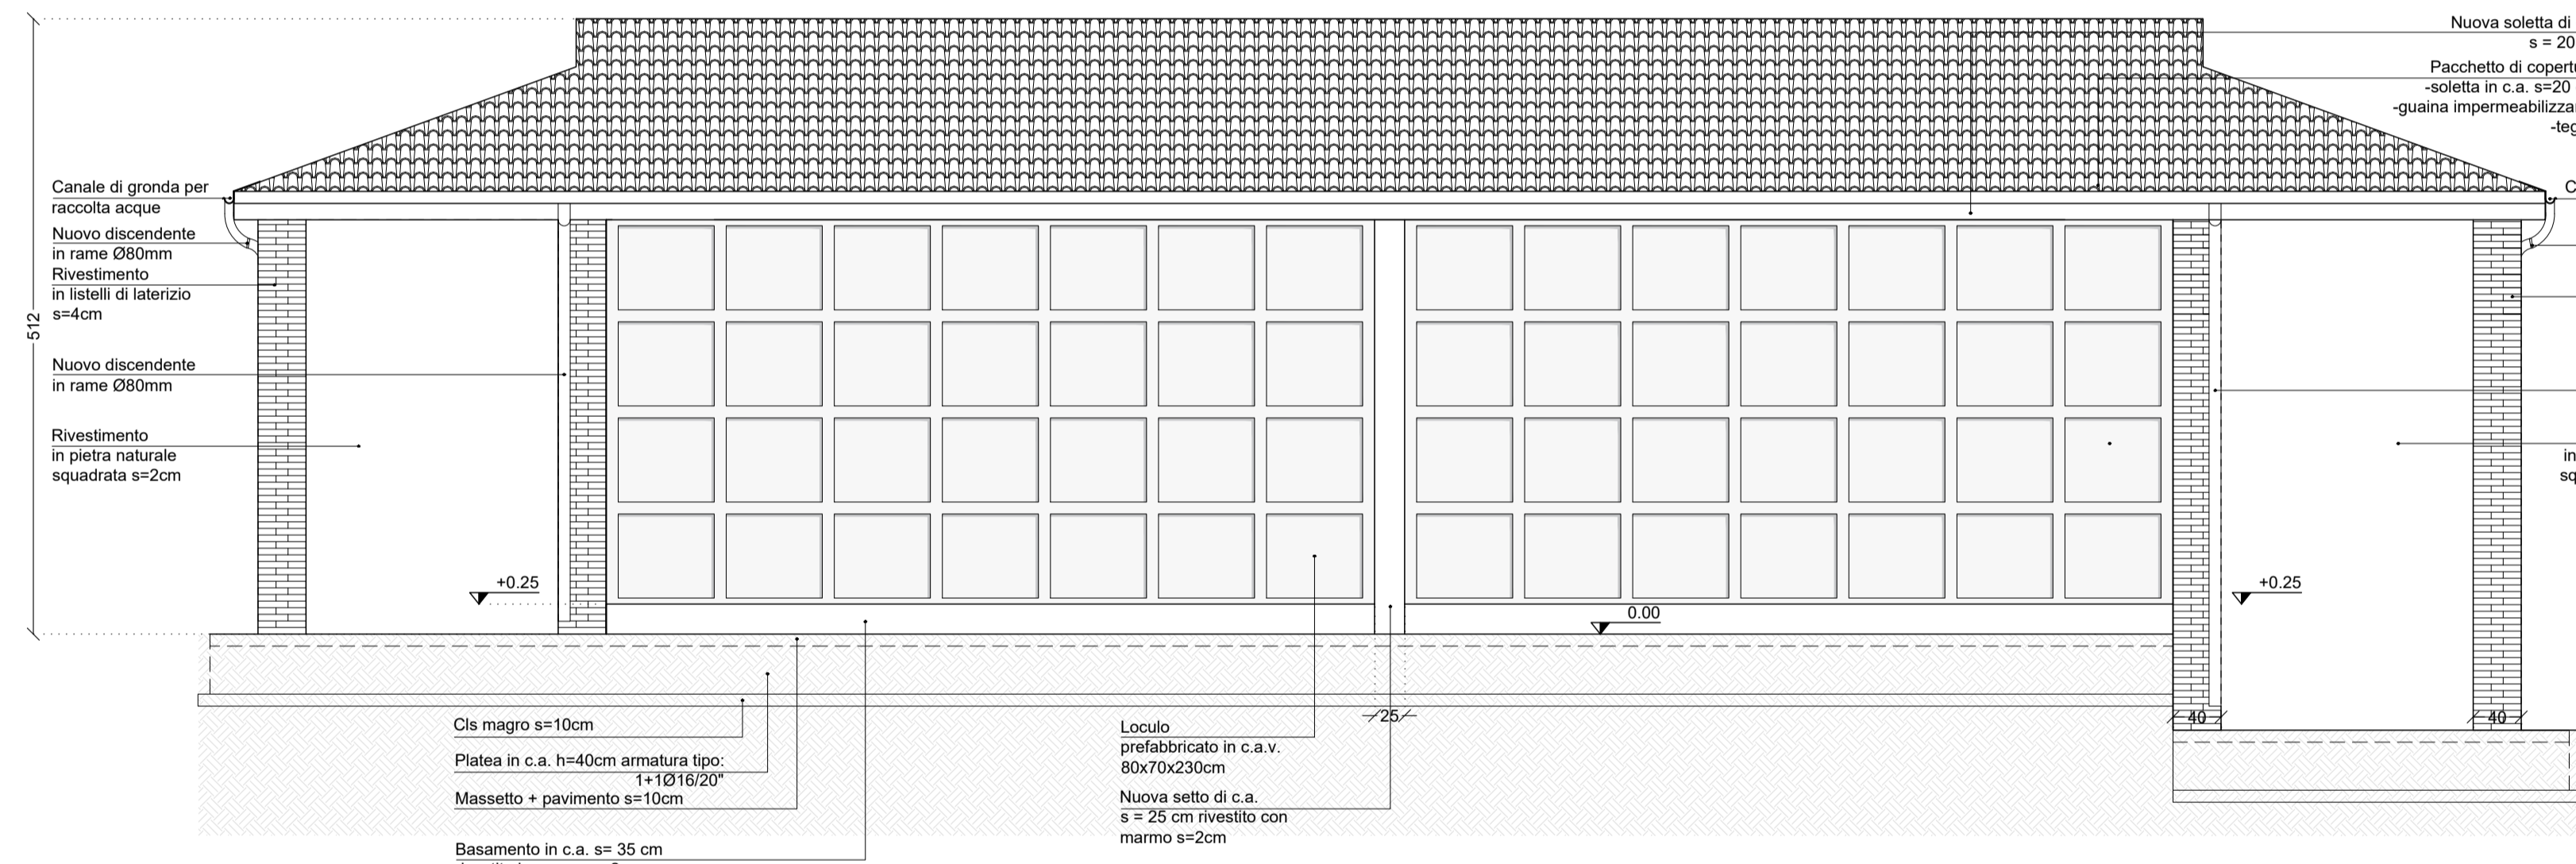 Nuova soletta di
s = 20
Pacchetto di copert
-soletta in c.a. s=20
-guaina impermeabilizza
-teg
Canale di gronda per
raccolta acque
C
Nuovo discendente
in rame Ø80mm
Rivestimento
in listelli di laterizio
s=4cm
512
Nuovo discendente
in rame Ø80mm
Rivestimento
in pietra naturale
squadrata s=2cm
in
sq
+0.25
0.00
+0.25
25
40
40
Cls magro s=10cm
Platea in c.a. h=40cm armatura tipo:
1+1Ø16/20"
Massetto + pavimento s=10cm
Basamento in c.a. s= 35 cm
Loculo
prefabbricato in c.a.v.
80x70x230cm
Nuova setto di c.a.
s = 25 cm rivestito con
marmo s=2cm